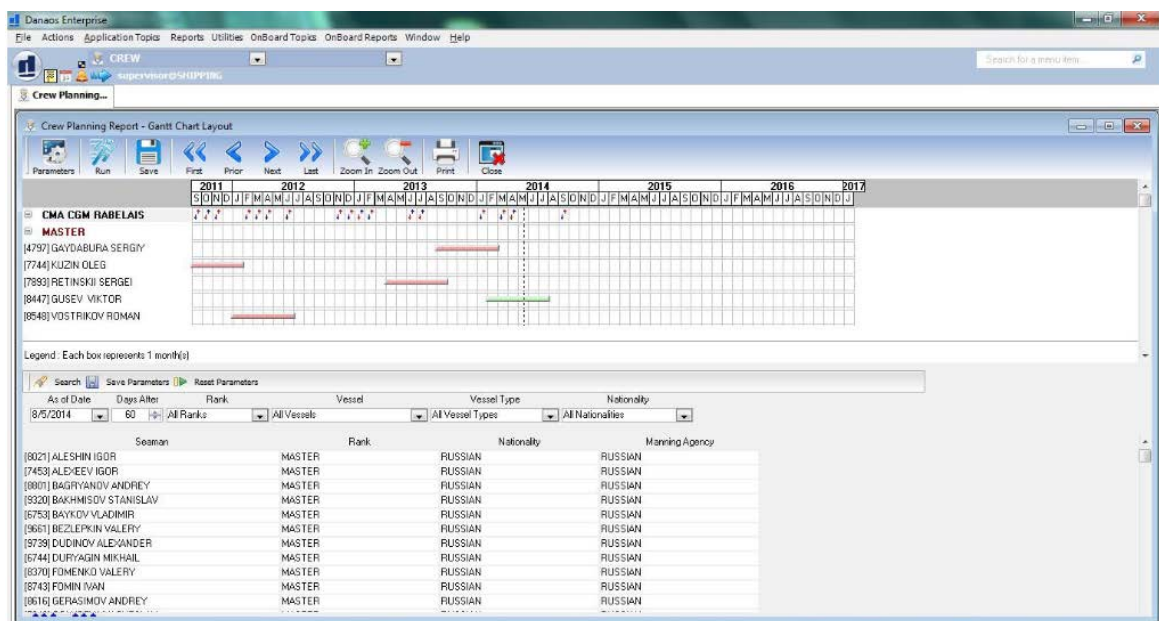 Danaos Enterprise
File Actions Application Topics Reports Utilities OnBoard Topics OnBoard Reports Window Help
CREW
Search for a menu item...
supervisor@SHIPPING
Crew Planning...
Crew Planning Report - Gantt Chart Layout
Parameters Run Save First Prior Next Last Zoom In Zoom Out Print Close
2011 2012 2013 2014 2015 2016 2017
S O N D J F M A M J J A S O N D J F M A M J J A S O N D J F M A M J J A S O N D J F M A M J J A S O N D J F M A M J J A S O N D J
CMA CGM RABELAIS
MASTER
[4797] GAYDABURA SERGIY
[7744] KUZIN OLEG
[7893] RETINSKII SERGEI
[8447] GUSEV VIKTOR
[8548] VOSTRIKOV ROMAN
Legend : Each box represents 1 month(s)
Search Save Parameters Reset Parameters
As of Date Days After Rank Vessel Vessel Type Nationality
8/5/2014 60 All Ranks All Vessels All Vessel Types All Nationalities
Seaman Rank Nationality Manning Agency
[8021] ALESHIN IGOR MASTER RUSSIAN RUSSIAN
[7453] ALEXEEV IGOR MASTER RUSSIAN RUSSIAN
[8801] BAGRYANOV ANDREY MASTER RUSSIAN RUSSIAN
[9320] BAKHMISOV STANISLAV MASTER RUSSIAN RUSSIAN
[6753] BAYKOV VLADIMIR MASTER RUSSIAN RUSSIAN
[9661] BEZLEPKIN VALERY MASTER RUSSIAN RUSSIAN
[9739] DUDINOV ALEXANDER MASTER RUSSIAN RUSSIAN
[6744] DURYAGIN MIKHAIL MASTER RUSSIAN RUSSIAN
[8370] FOMENKO VALERY MASTER RUSSIAN RUSSIAN
[8743] FOMIN IVAN MASTER RUSSIAN RUSSIAN
[8616] GERASIMOV ANDREY MASTER RUSSIAN RUSSIAN